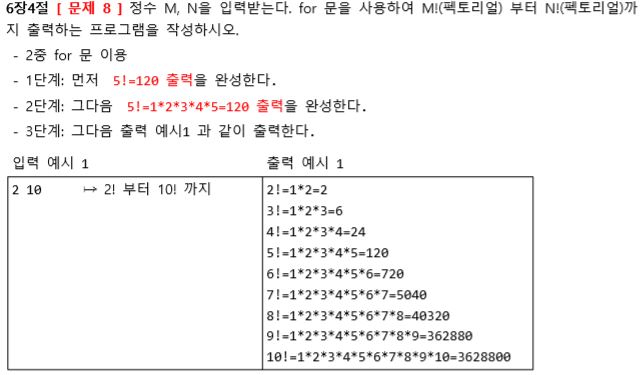 6장4절 [ 문제 8 ] 정수 M, N을 입력받는다. for 문을 사용하여 M!(펙토리얼) 부터 N!(펙토리얼)까
지 출력하는 프로그램을 작성하시오.
- 2중 for 문 이용
- 1단계: 먼저 5!=120 출력을 완성한다.
- 2단계: 그다음 5!=1*2*3*4*5=120 출력을 완성한다.
- 3단계: 그다음 출력 예시1 과 같이 출력한다.
입력 예시 1
2 10 ↦ 2! 부터 10! 까지
출력 예시 1
2!=1*2=2
3!=1*2*3=6
4!=1*2*3*4=24
5!=1*2*3*4*5=120
6!=1*2*3*4*5*6=720
7!=1*2*3*4*5*6*7=5040
8!=1*2*3*4*5*6*7*8=40320
9!=1*2*3*4*5*6*7*8*9=362880
10!=1*2*3*4*5*6*7*8*9*10=3628800